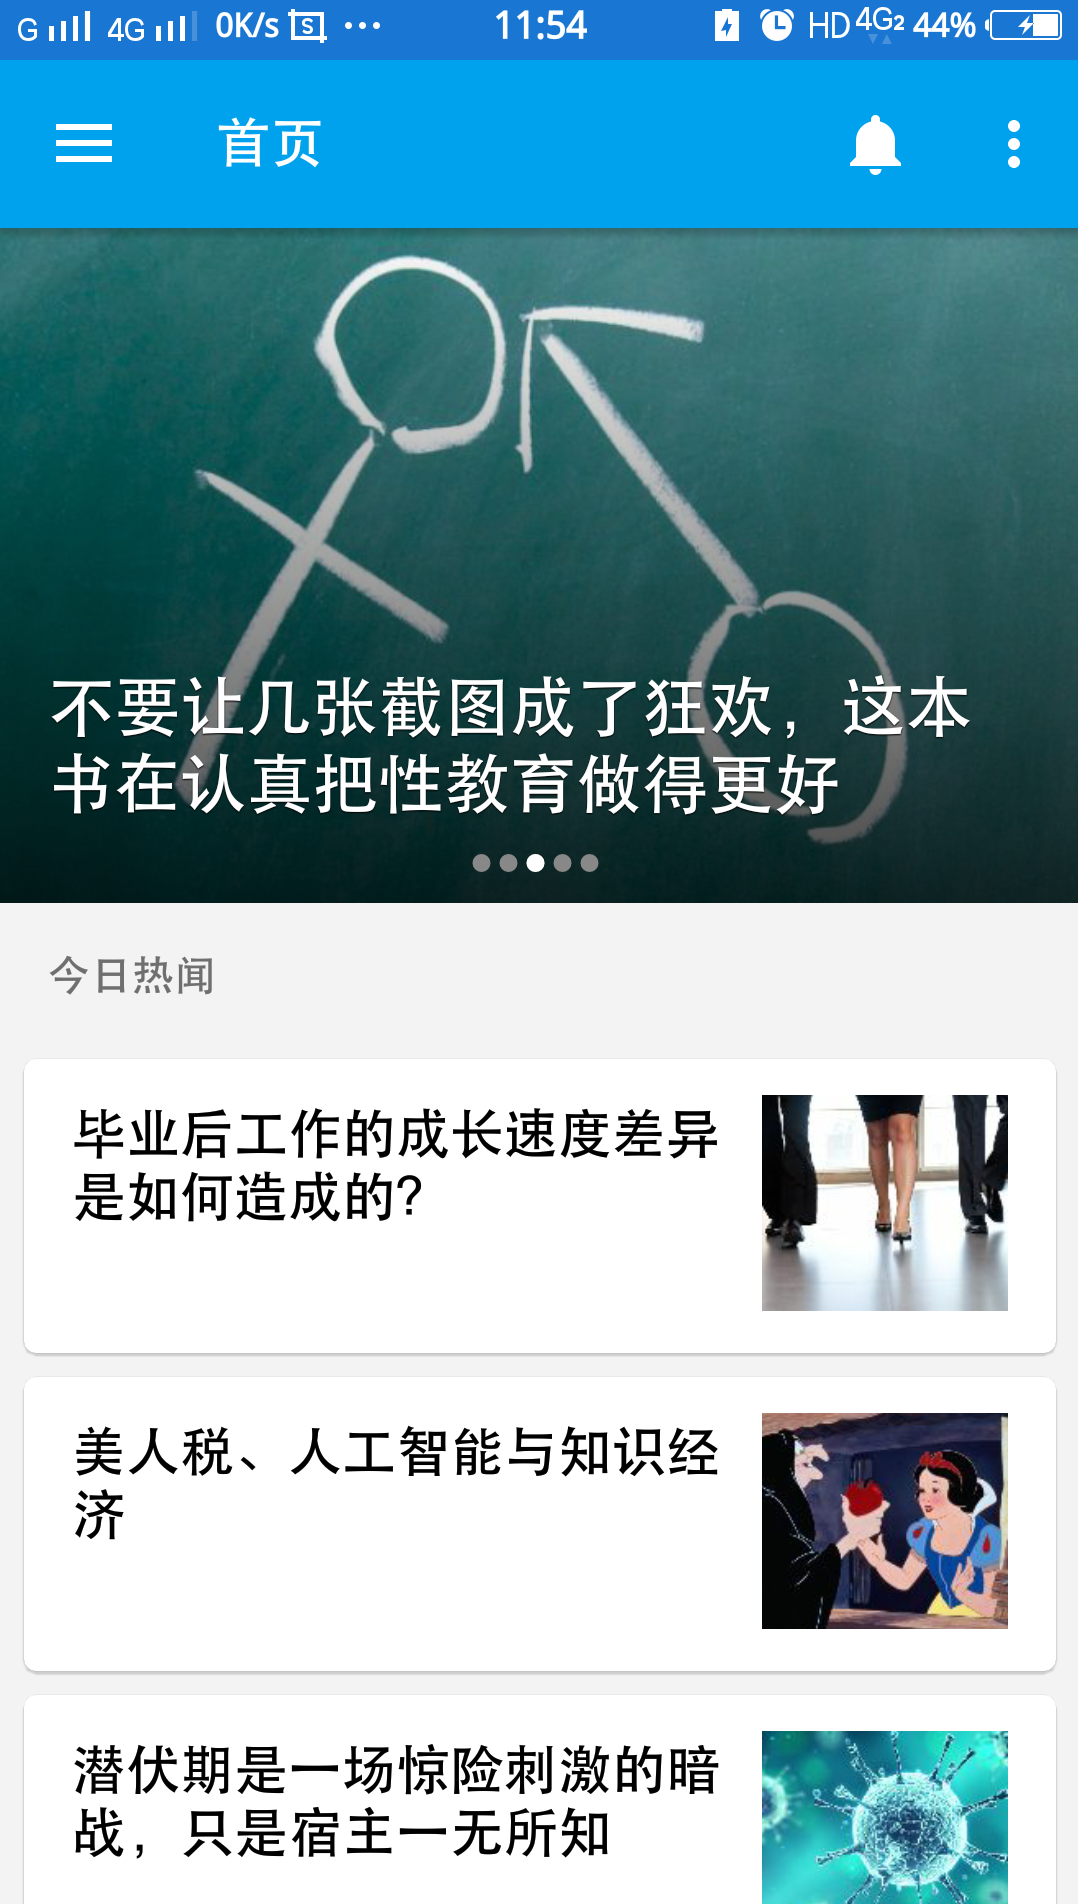 G 4G 0K/s S ... 11:54 HD 4G2 44%
首页
不要让几张截图成了狂欢，这本
书在认真把性教育做得更好
今日热闻
毕业后工作的成长速度差异
是如何造成的?
美人税、人工智能与知识经
济
潜伏期是一场惊险刺激的暗
战，只是宿主一无所知